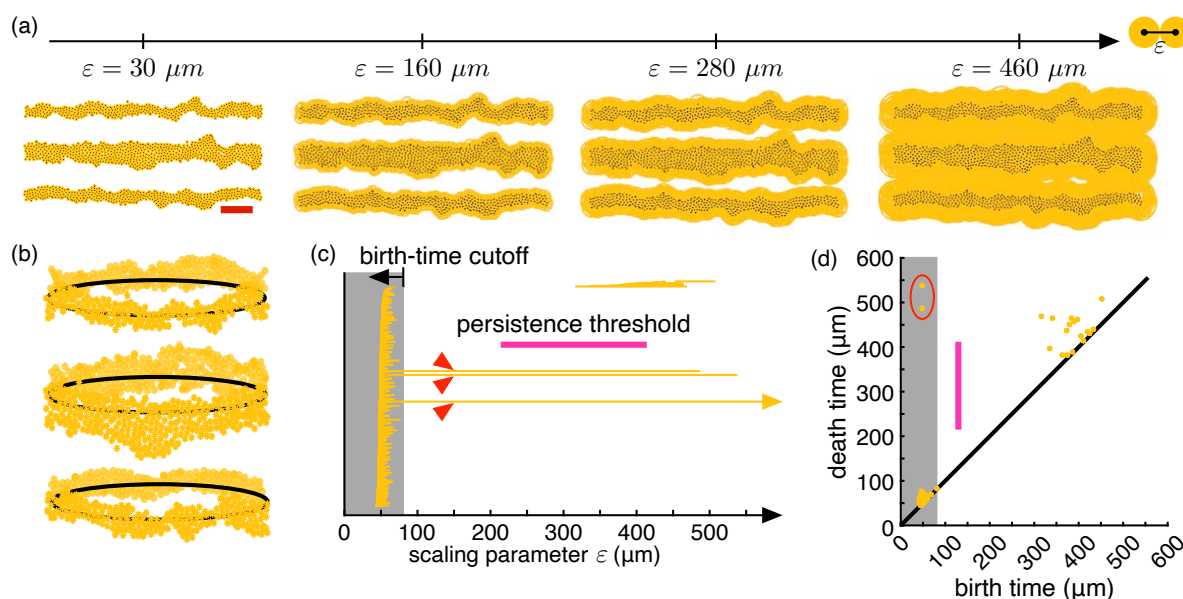 (a)
ε
ε = 30 μm
ε = 160 μm
ε = 280 μm
ε = 460 μm
(b)
(c)
birth-time cutoff
persistence threshold
0
100
200
300
400
500
scaling parameter ε (μm)
(d)
600
500
400
300
200
100
0
death time (μm)
0
100
200
300
400
500
600
birth time (μm)